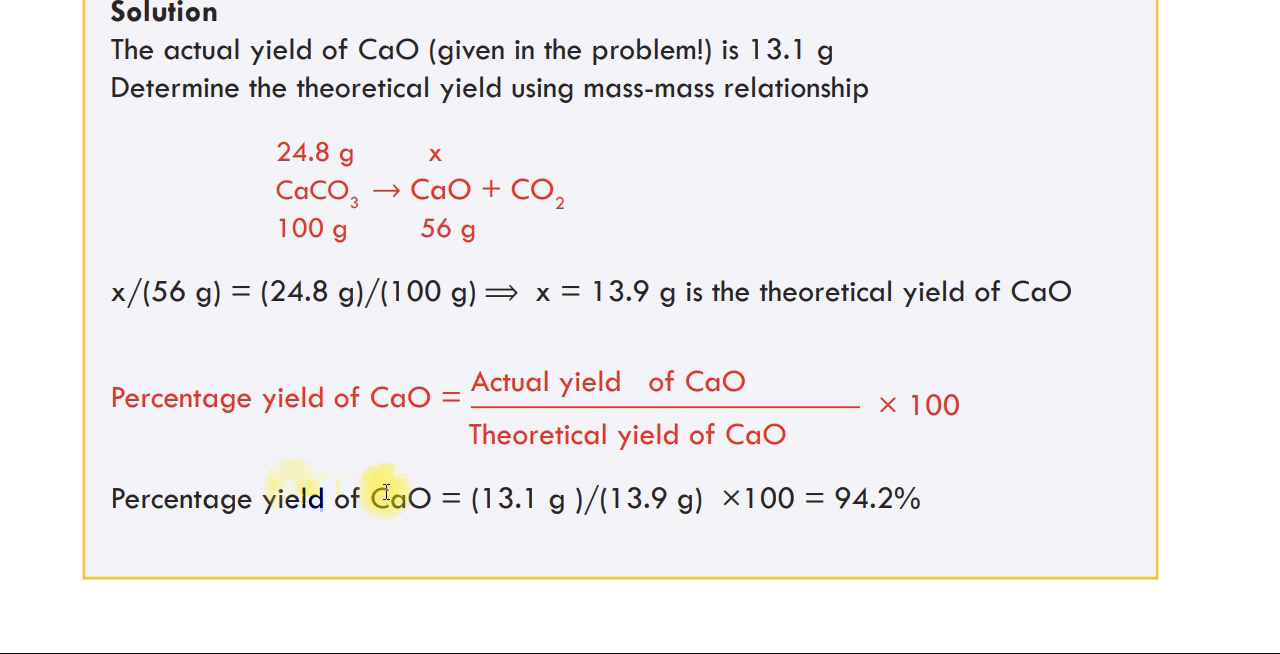 Solution
The actual yield of CaO (given in the problem!) is 13.1 g
Determine the theoretical yield using mass-mass relationship
24.8 g x
CaCO₃ → CaO + CO₂
100 g 56 g
x/(56 g) = (24.8 g)/(100 g) ⟹ x = 13.9 g is the theoretical yield of CaO
Actual yield of CaO
Percentage yield of CaO = × 100
Theoretical yield of CaO
Percentage yield of CaO = (13.1 g )/(13.9 g) ×100 = 94.2%